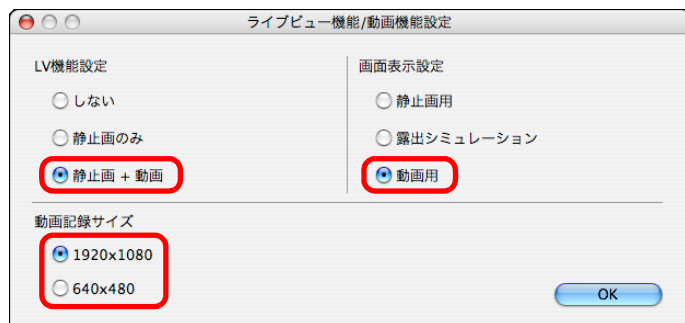 ライブビュー機能/動画機能設定
LV機能設定
しない
静止画のみ
静止画 + 動画
画面表示設定
静止画用
露出シミュレーション
動画用
動画記録サイズ
1920x1080
640x480
OK